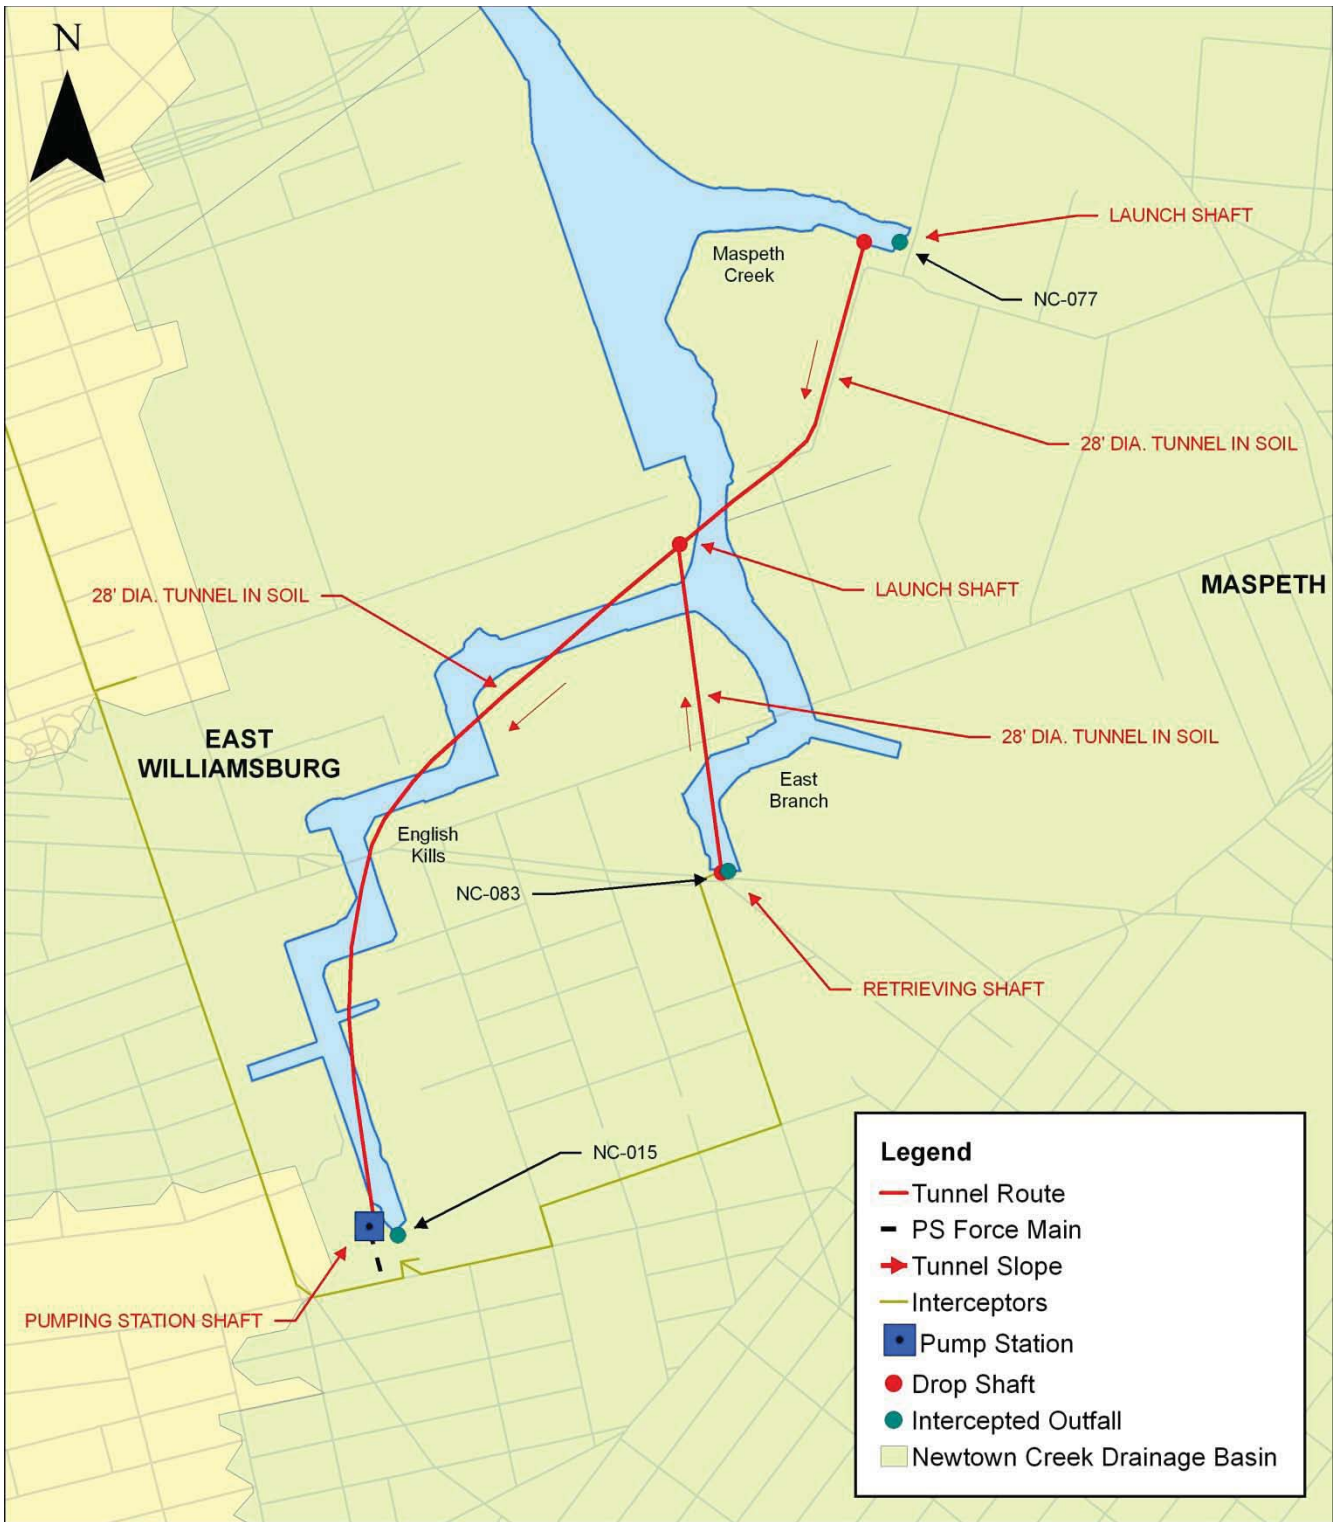 N
LAUNCH SHAFT
Maspeth
Creek
NC-077
28' DIA. TUNNEL IN SOIL
28' DIA. TUNNEL IN SOIL
LAUNCH SHAFT
MASPETH
EAST
WILLIAMSBURG
28' DIA. TUNNEL IN SOIL
East
Branch
English
Kills
NC-083
RETRIEVING SHAFT
NC-015
PUMPING STATION SHAFT
Legend
Tunnel Route
PS Force Main
Tunnel Slope
Interceptors
Pump Station
Drop Shaft
Intercepted Outfall
Newtown Creek Drainage Basin